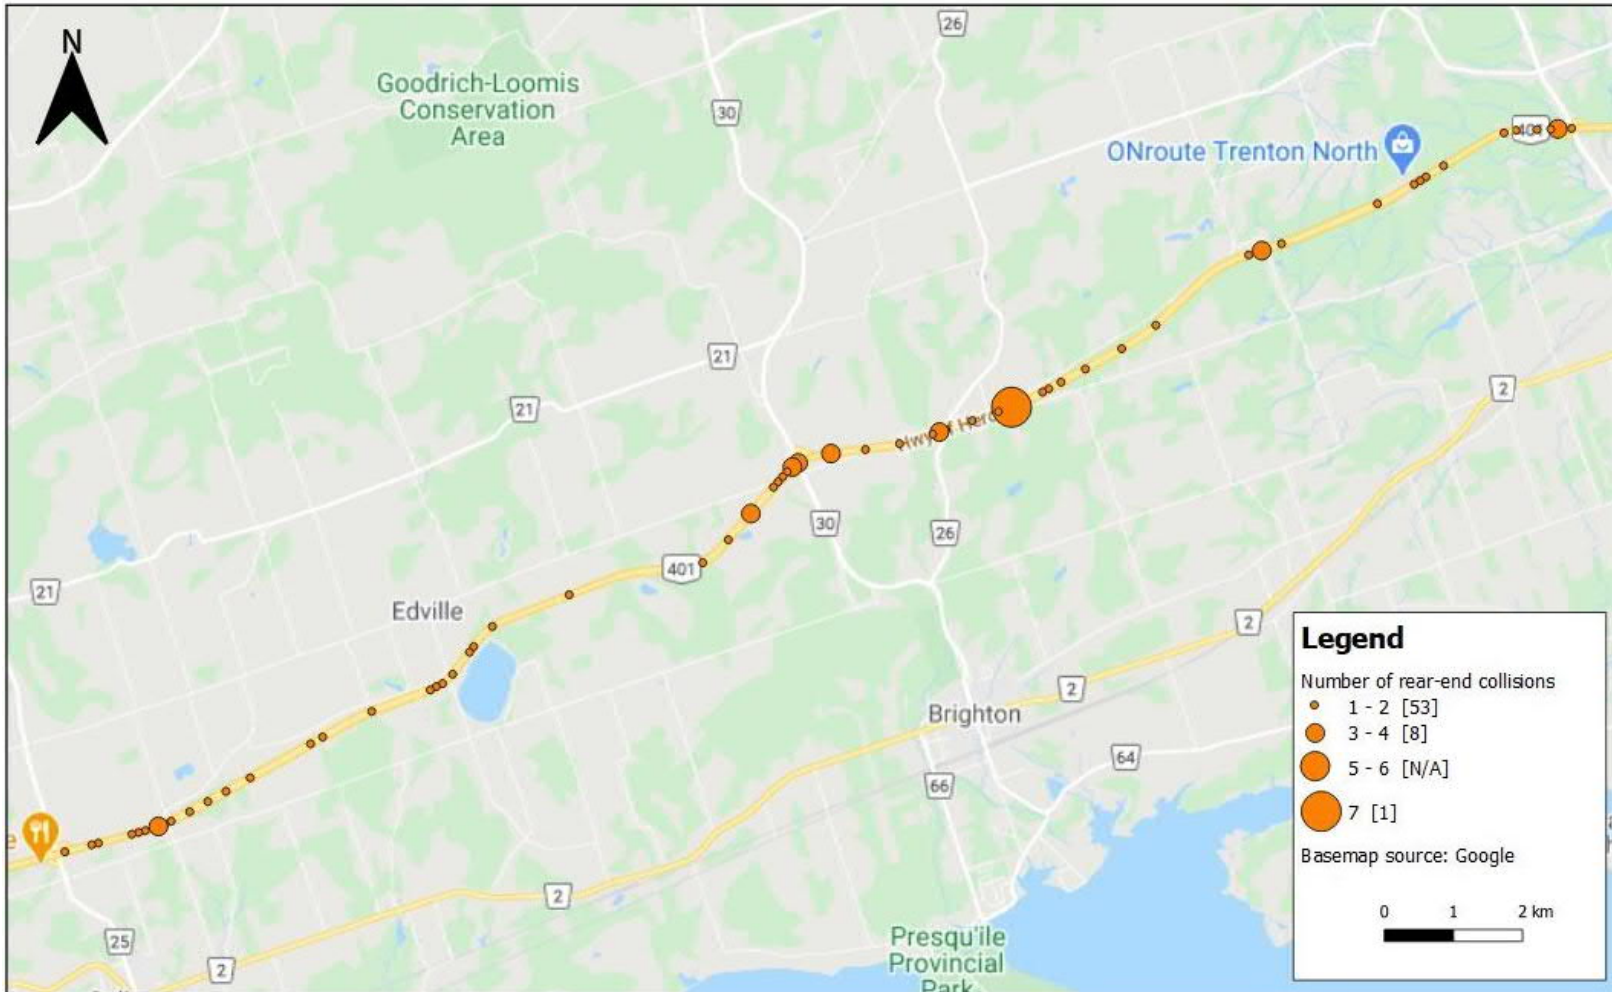 N
26
Goodrich-Loomis
Conservation
Area
30
ONroute Trenton North
401
21
2
21
Hwy of Hero
30
26
401
21
Edville
2
2
Brighton
64
66
2
25
2
Presqu'ile
Provincial
Park
e
Legend
Number of rear-end collisions
1 - 2 [53]
3 - 4 [8]
5 - 6 [N/A]
7 [1]
Basemap source: Google
0 1 2 km